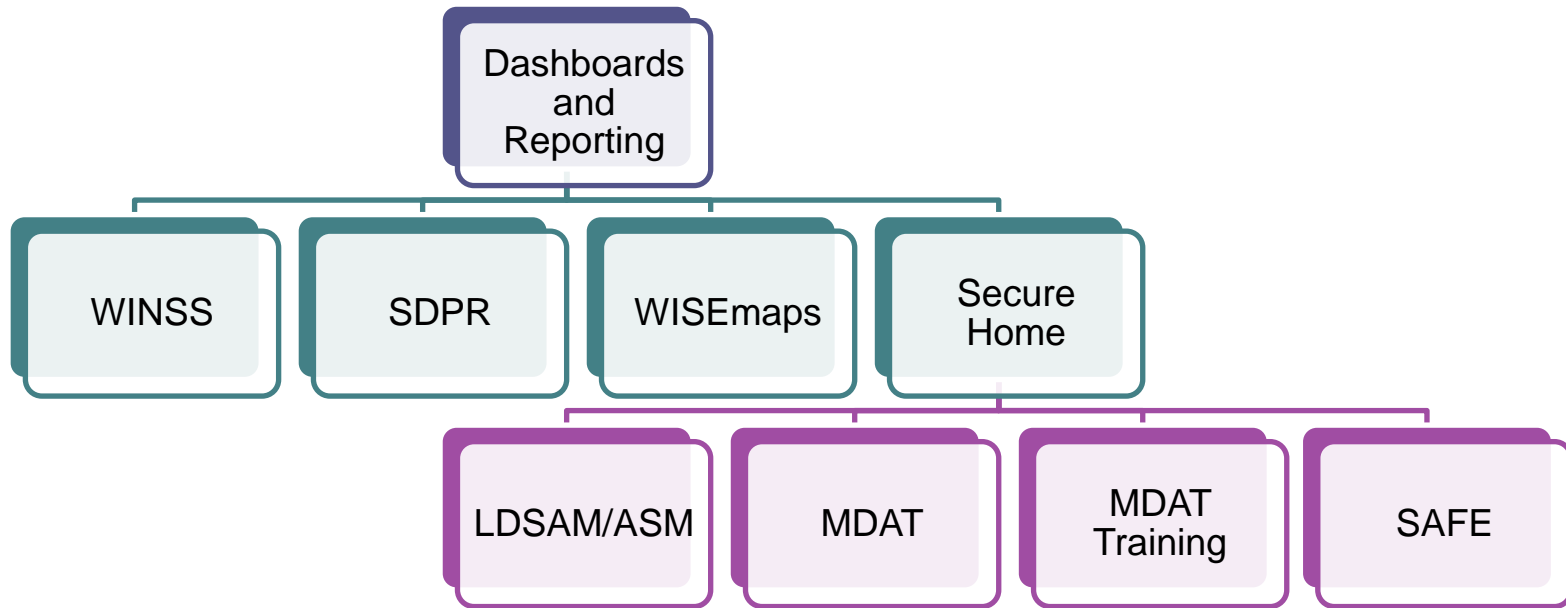 Dashboards
and
Reporting
WINSS
SDPR
WISEmaps
Secure
Home
LDSAM/ASM
MDAT
MDAT
Training
SAFE